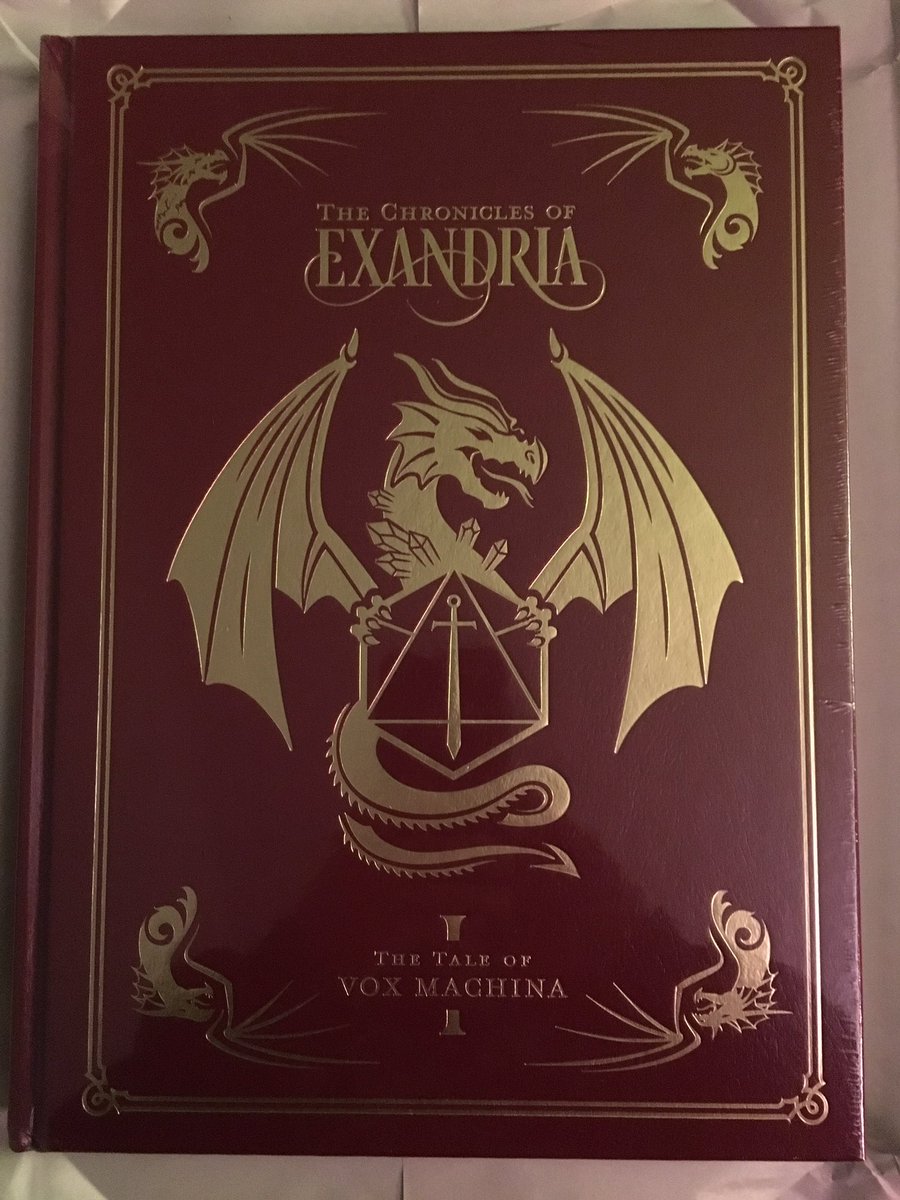 The Chronicles of
EXANDRIA
I
The Tale of
VOX MACHINA
I